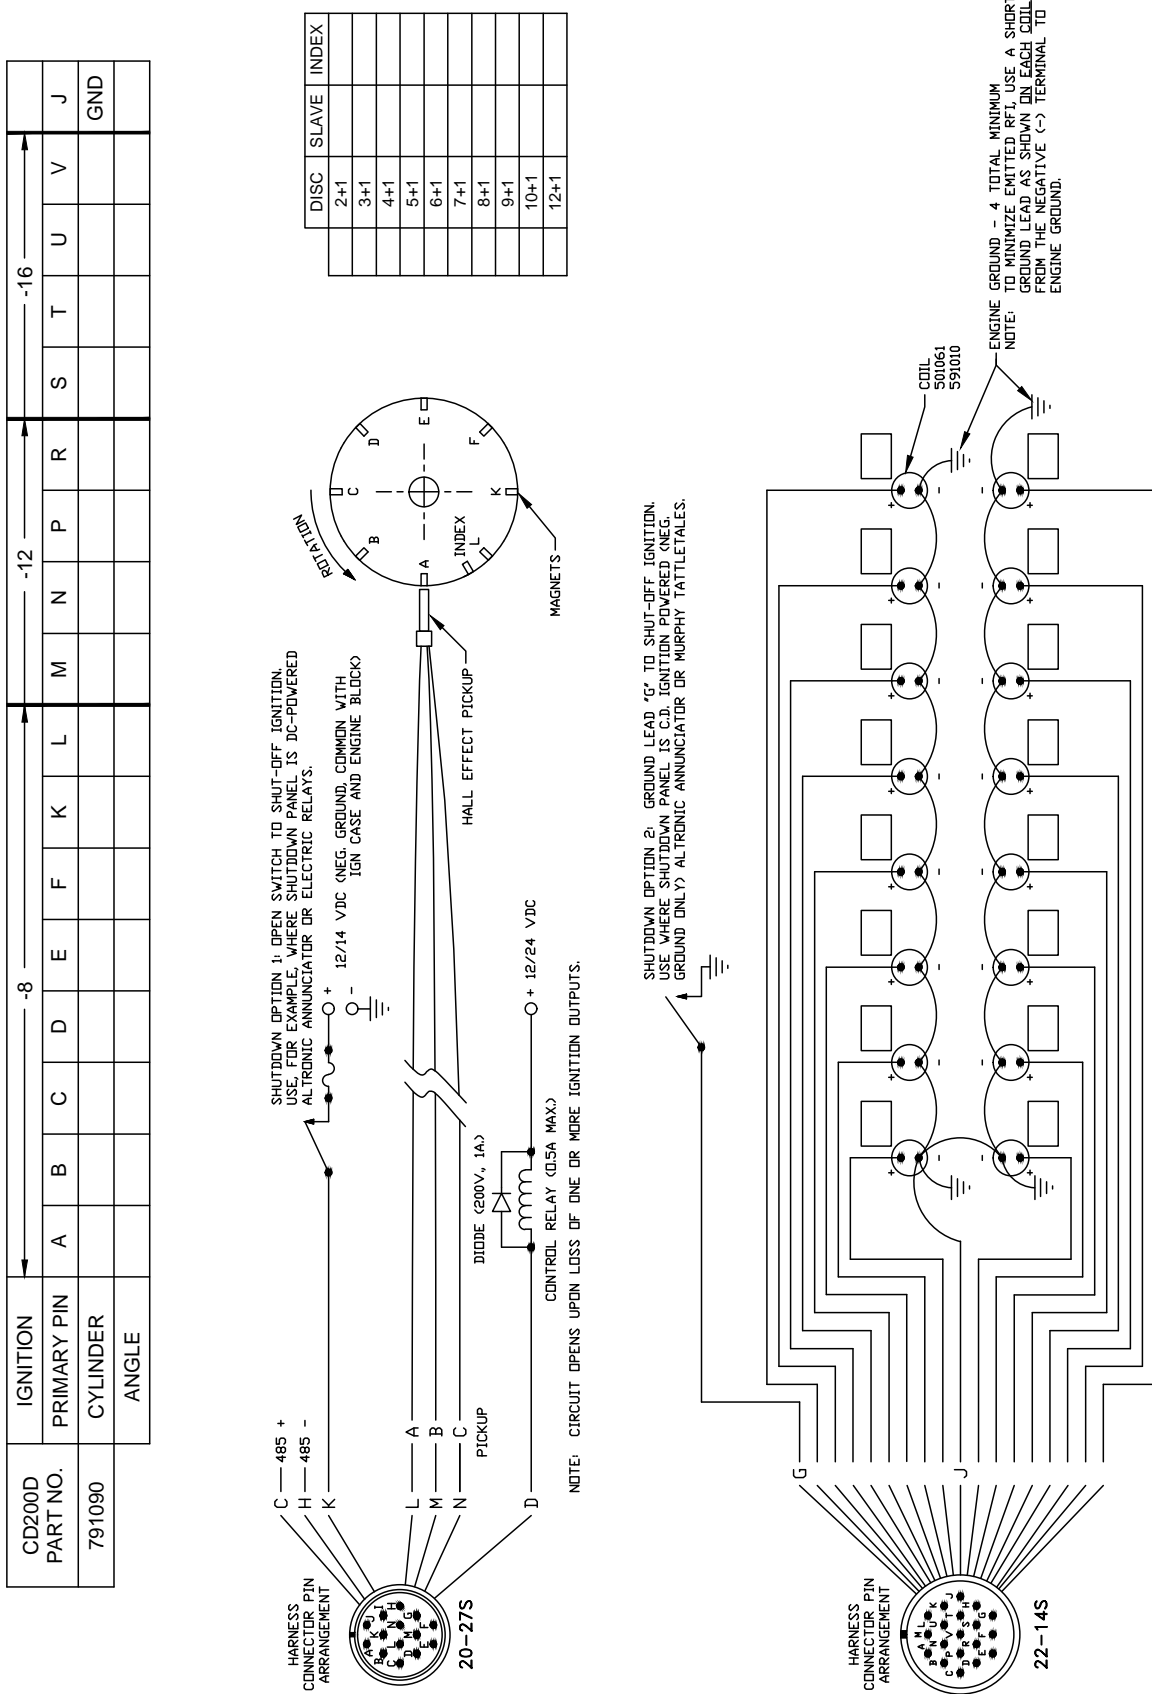 CD200D
PART NO.
IGNITION
-8
-12
-16
PRIMARY PIN A B C D E F K L M N P R S T U V J
791090
CYLINDER
GND
ANGLE
HARNESS
CONNECTOR PIN
ARRANGEMENT
A J I H
B K N G
C L M F
D E
20-27S
C 485 +
H 485 -
K
L A
M B
N C
PICKUP
D
SHUTDOWN OPTION 1: OPEN SWITCH TO SHUT-OFF IGNITION.
USE, FOR EXAMPLE, WHERE SHUTDOWN PANEL IS DC-POWERED
ALTRONIC ANNUNCIATOR OR ELECTRIC RELAYS.
+ 12/14 VDC (NEG. GROUND, COMMON WITH
- IGN CASE AND ENGINE BLOCK)
DIODE (200V., 1A.)
+ 12/24 VDC
CONTROL RELAY (0.5A MAX.)
NOTE: CIRCUIT OPENS UPON LOSS OF ONE OR MORE IGNITION OUTPUTS.
HALL EFFECT PICKUP
ROTATION
A
B
C
D
E
F
K
L
INDEX
MAGNETS
DISC SLAVE INDEX
2+1
3+1
4+1
5+1
6+1
7+1
8+1
9+1
10+1
12+1
SHUTDOWN OPTION 2: GROUND LEAD "G" TO SHUT-OFF IGNITION.
USE WHERE SHUTDOWN PANEL IS C.D. IGNITION POWERED (NEG.
GROUND ONLY) ALTRONIC ANNUNCIATOR OR MURPHY TATTLETALES.
HARNESS
CONNECTOR PIN
ARRANGEMENT
A M L K
B N U J
C P V T H
D R S G
E F
22-14S
G
J
+ - + - + - + - + - + - + - + -
- + - + - + - + - + - + - + - +
COIL
501061
591010
ENGINE GROUND - 4 TOTAL MINIMUM
NOTE: TO MINIMIZE EMITTED RFI, USE A SHORT
GROUND LEAD AS SHOWN ON EACH COIL
FROM THE NEGATIVE (-) TERMINAL TO
ENGINE GROUND.